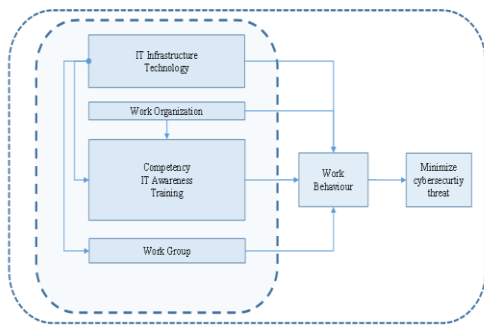 IT Infrastructure
Technology
Work Organization
Competency
IT Awareness
Training
Work Group
Work
Behaviour
Minimize
cybersecurtiy
threat